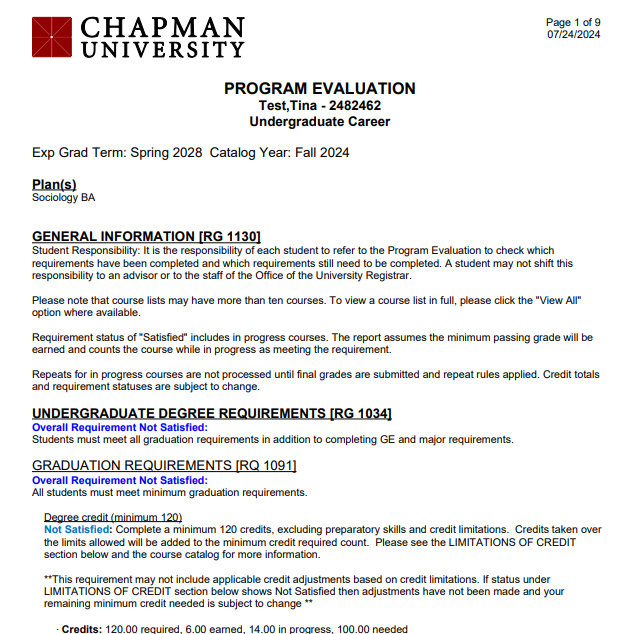 CHAPMAN
UNIVERSITY
Page 1 of 9
07/24/2024
PROGRAM EVALUATION
Test,Tina - 2482462
Undergraduate Career
Exp Grad Term: Spring 2028 Catalog Year: Fall 2024
Plan(s)
Sociology BA
GENERAL INFORMATION [RG 1130]
Student Responsibility: It is the responsibility of each student to refer to the Program Evaluation to check which
requirements have been completed and which requirements still need to be completed. A student may not shift this
responsibility to an advisor or to the staff of the Office of the University Registrar.
Please note that course lists may have more than ten courses. To view a course list in full, please click the "View All"
option where available.
Requirement status of "Satisfied" includes in progress courses. The report assumes the minimum passing grade will be
earned and counts the course while in progress as meeting the requirement.
Repeats for in progress courses are not processed until final grades are submitted and repeat rules applied. Credit totals
and requirement statuses are subject to change.
UNDERGRADUATE DEGREE REQUIREMENTS [RG 1034]
Overall Requirement Not Satisfied:
Students must meet all graduation requirements in addition to completing GE and major requirements.
GRADUATION REQUIREMENTS [RQ 1091]
Overall Requirement Not Satisfied:
All students must meet minimum graduation requirements.
Degree credit (minimum 120)
Not Satisfied: Complete a minimum 120 credits, excluding preparatory skills and credit limitations. Credits taken over
the limits allowed will be added to the minimum credit required count. Please see the LIMITATIONS OF CREDIT
section below and the course catalog for more information.
**This requirement may not include applicable credit adjustments based on credit limitations. If status under
LIMITATIONS OF CREDIT section below shows Not Satisfied then adjustments have not been made and your
remaining minimum credit needed is subject to change **
· Credits: 120.00 required, 6.00 earned, 14.00 in progress, 100.00 needed